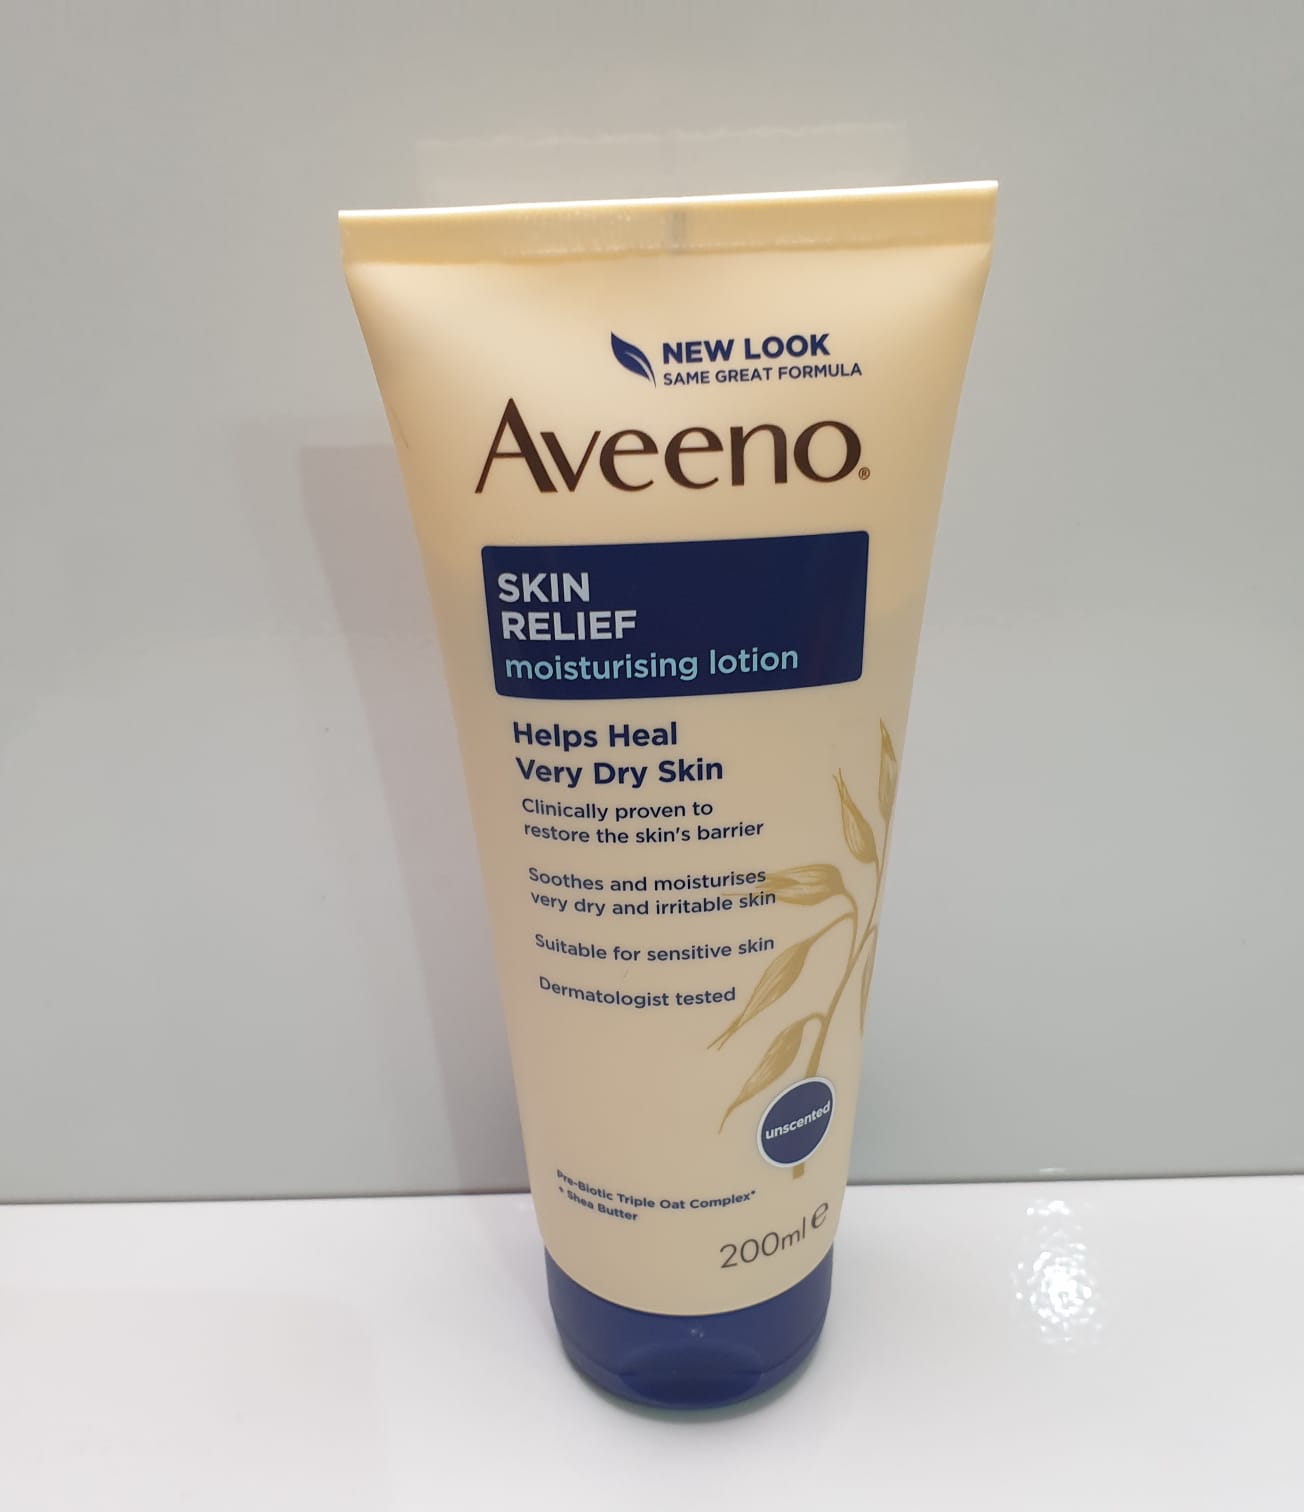 NEW LOOK
SAME GREAT FORMULA
Aveeno®
SKIN
RELIEF
moisturising lotion
Helps Heal
Very Dry Skin
Clinically proven to
restore the skin's barrier
Soothes and moisturises
very dry and irritable skin
Suitable for sensitive skin
Dermatologist tested
unscented
Pre-Biotic Triple Oat Complex*
+ Shea Butter
200ml e